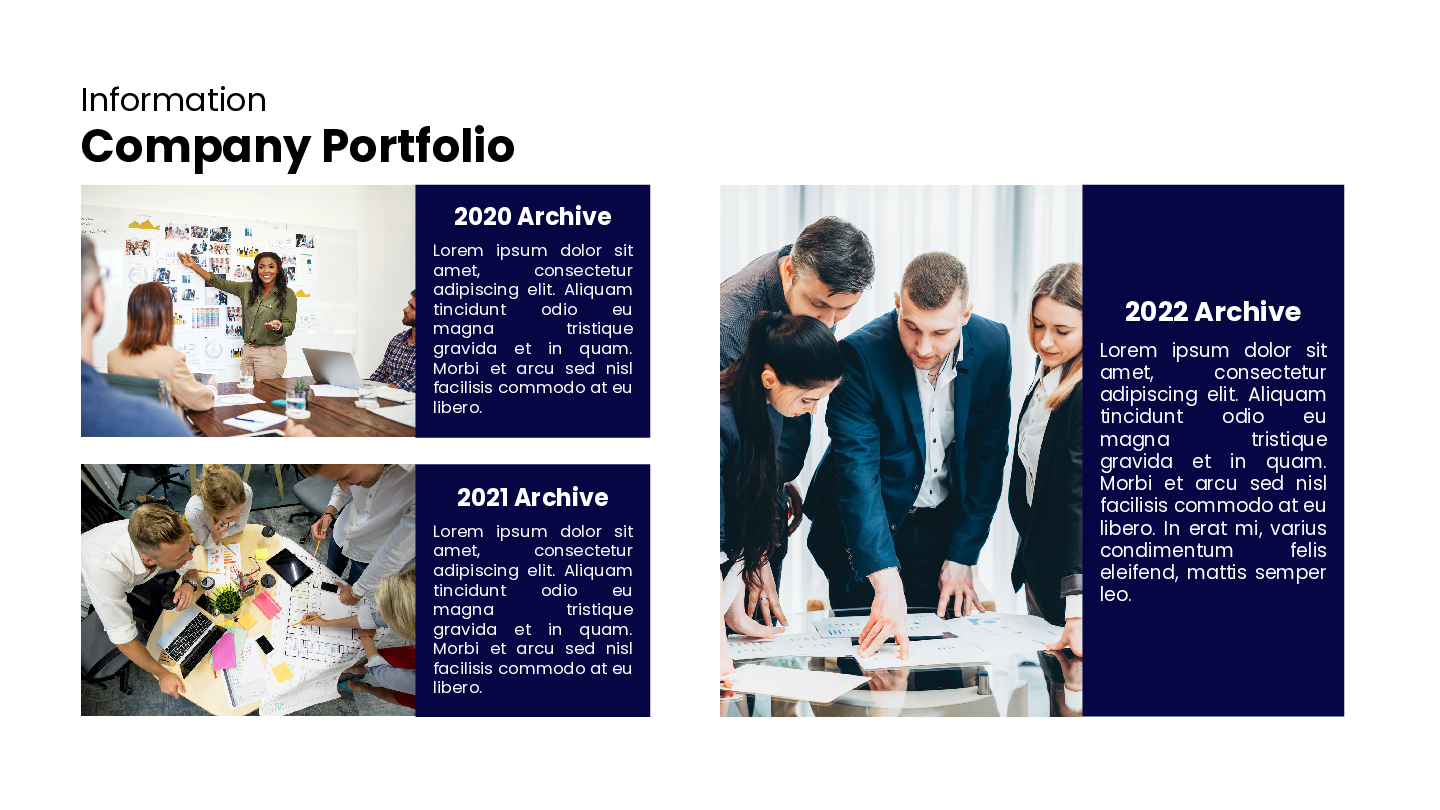 Information
Company Portfolio
2020 Archive
Lorem ipsum dolor sit
amet, consectetur
adipiscing elit. Aliquam
tincidunt odio eu
magna tristique
gravida et in quam.
Morbi et arcu sed nisl
facilisis commodo at eu
libero.
2021 Archive
Lorem ipsum dolor sit
amet, consectetur
adipiscing elit. Aliquam
tincidunt odio eu
magna tristique
gravida et in quam.
Morbi et arcu sed nisl
facilisis commodo at eu
libero.
2022 Archive
Lorem ipsum dolor sit
amet, consectetur
adipiscing elit. Aliquam
tincidunt odio eu
magna tristique
gravida et in quam.
Morbi et arcu sed nisl
facilisis commodo at eu
libero. In erat mi, varius
condimentum felis
eleifend, mattis semper
leo.